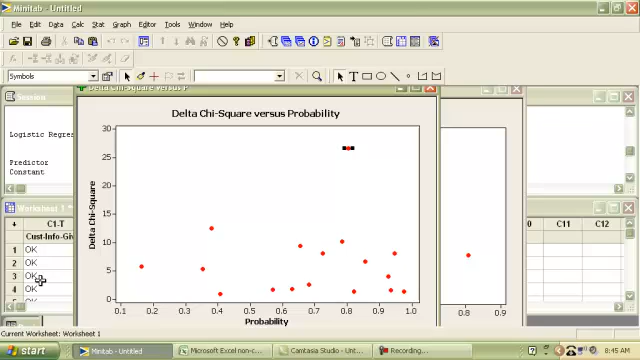 Minitab - Untitled
File Edit Data Calc Stat Graph Editor Tools Window Help
Symbols
Session
Delta Chi-Square versus P
Logistic Regres
Predictor
Constant
Delta Chi-Square versus Probability
30
25
20
15
10
5
0
Delta Chi-Square
0.1 0.2 0.3 0.4 0.5 0.6 0.7 0.8 0.9 1.0
Probability
0.8 0.9
Worksheet 1
C1-T C11 C12
Cust-Info-Giv
1 OK
2 OK
3 OK
4 OK
5 OK
Current Worksheet: Worksheet 1
start
Minitab - Untitled
Microsoft Excel non-c...
Camtasia Studio - Unt...
Recording...
8:45 AM